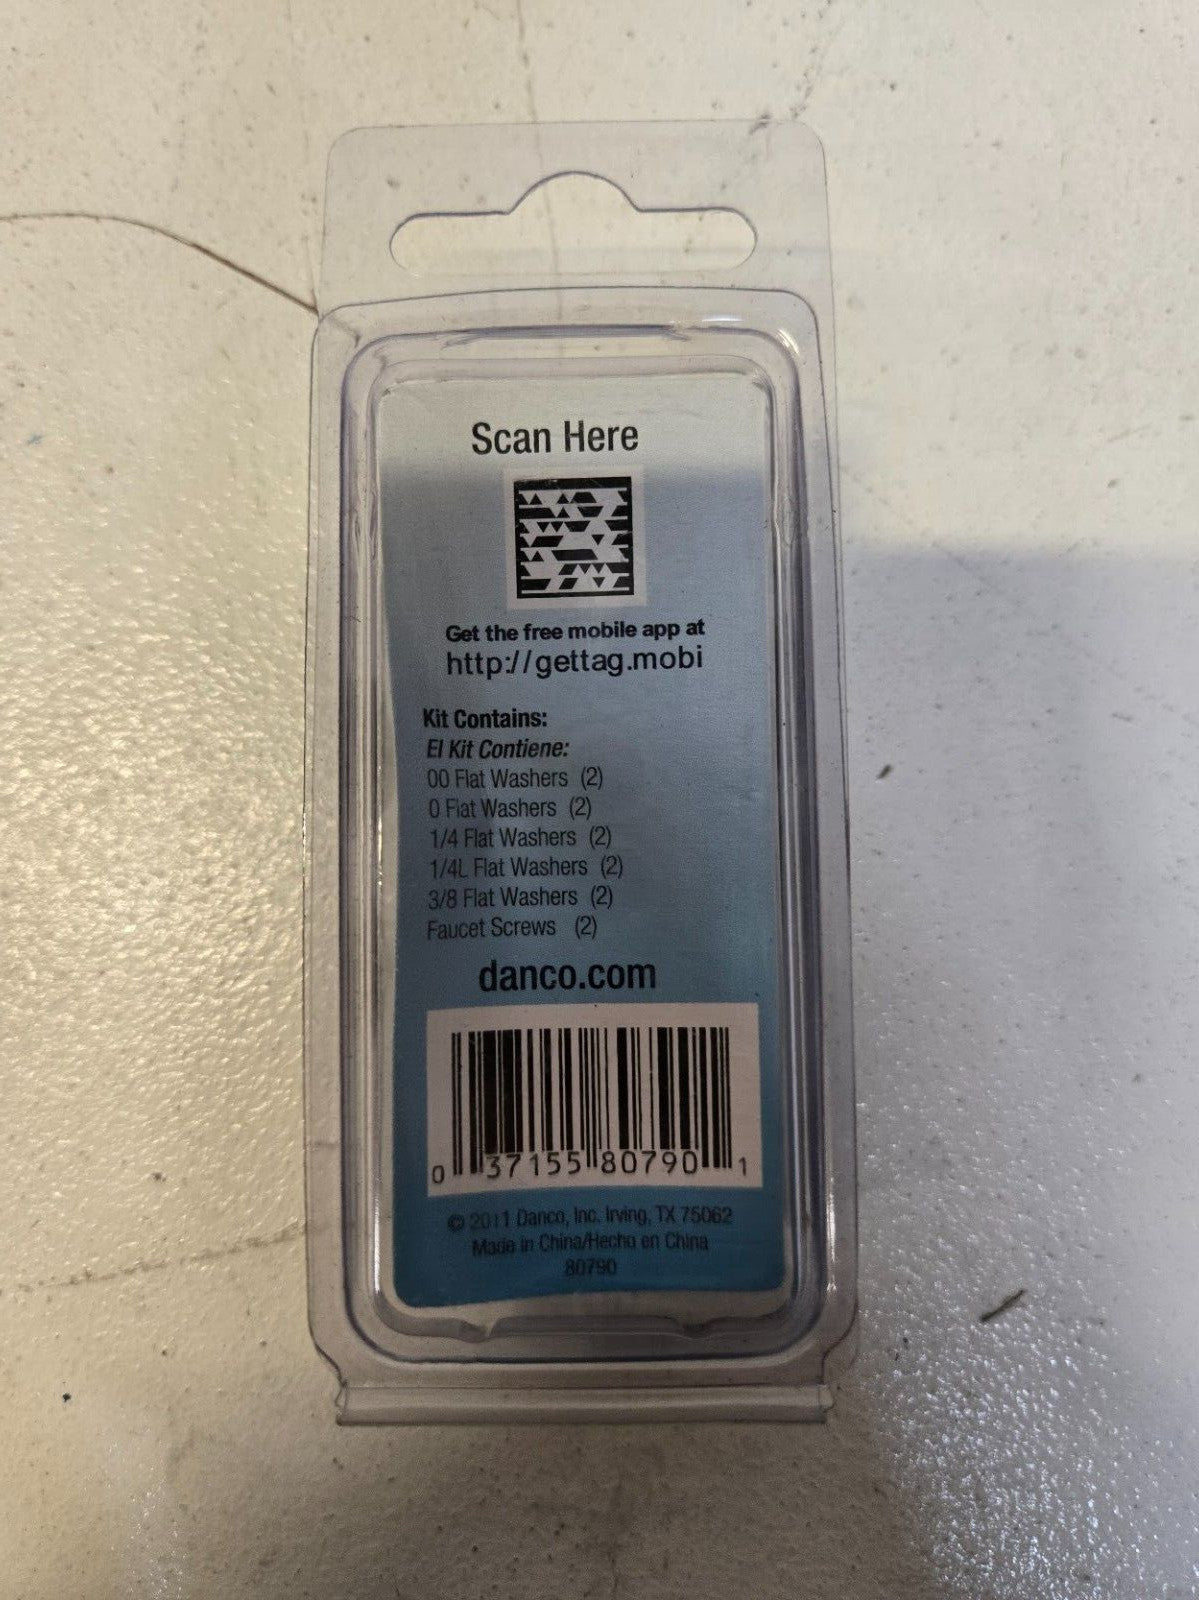 Scan Here
Get the free mobile app at
http://gettag.mobi
Kit Contains:
El Kit Contiene:
00 Flat Washers (2)
0 Flat Washers (2)
1/4 Flat Washers (2)
1/4L Flat Washers (2)
3/8 Flat Washers (2)
Faucet Screws (2)
danco.com
0 37155 80790 1
© 2011 Danco, Inc. Irving, TX 75062
Made in China/Hecho en China
80790